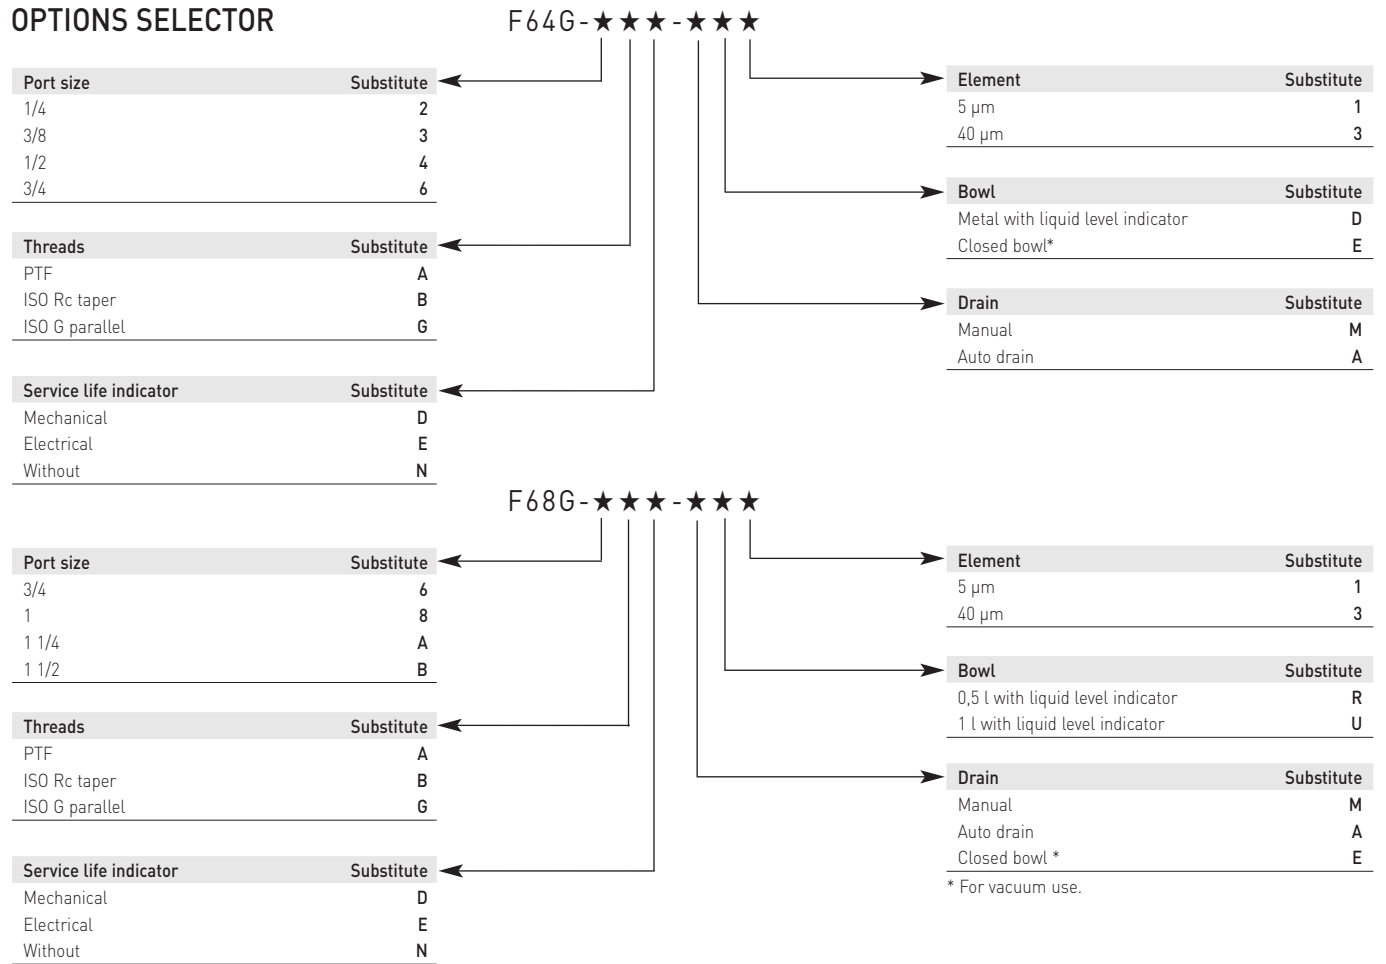 OPTIONS SELECTOR
F64G-★★★-★★★
Port size Substitute
1/4 2
3/8 3
1/2 4
3/4 6
Threads Substitute
PTF A
ISO Rc taper B
ISO G parallel G
Service life indicator Substitute
Mechanical D
Electrical E
Without N
Element Substitute
5 µm 1
40 µm 3
Bowl Substitute
Metal with liquid level indicator D
Closed bowl* E
Drain Substitute
Manual M
Auto drain A
F68G-★★★-★★★
Port size Substitute
3/4 6
1 8
1 1/4 A
1 1/2 B
Threads Substitute
PTF A
ISO Rc taper B
ISO G parallel G
Service life indicator Substitute
Mechanical D
Electrical E
Without N
Element Substitute
5 µm 1
40 µm 3
Bowl Substitute
0,5 l with liquid level indicator R
1 l with liquid level indicator U
Drain Substitute
Manual M
Auto drain A
Closed bowl * E
* For vacuum use.